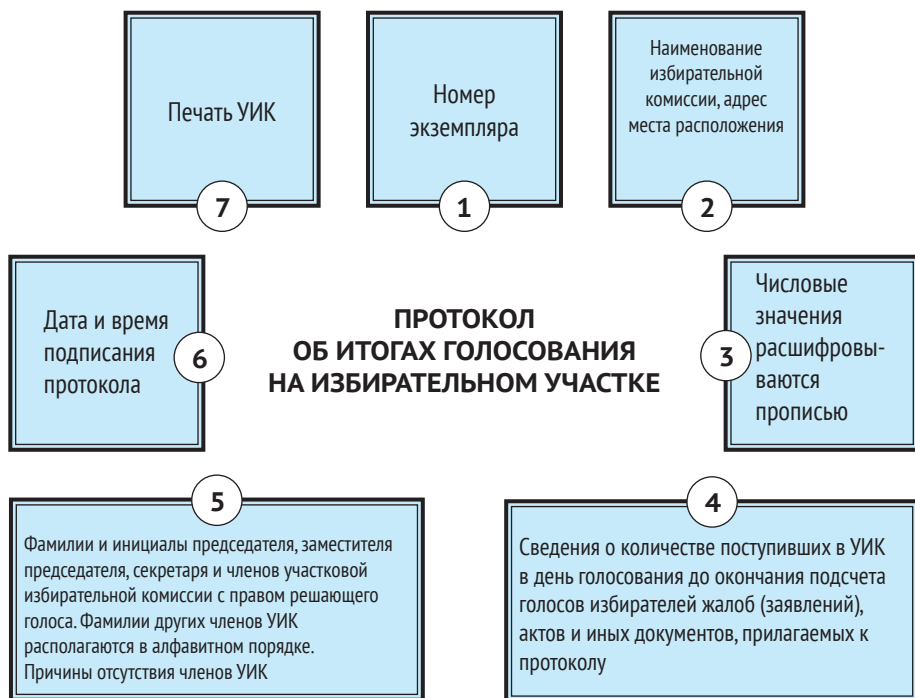 Печать УИК
7
Номер
экземпляра
1
Наименование
избирательной
комиссии, адрес
места расположения
2
Дата и время
подписания
протокола
6
ПРОТОКОЛ
ОБ ИТОГАХ ГОЛОСОВАНИЯ
НА ИЗБИРАТЕЛЬНОМ УЧАСТКЕ
3
Числовые
значения
расшифровы-
ваются
прописью
5
Фамилии и инициалы председателя, заместителя
председателя, секретаря и членов участковой
избирательной комиссии с правом решающего
голоса. Фамилии других членов УИК
располагаются в алфавитном порядке.
Причины отсутствия членов УИК
4
Сведения о количестве поступивших в УИК
в день голосования до окончания подсчета
голосов избирателей жалоб (заявлений),
актов и иных документов, прилагаемых к
протоколу